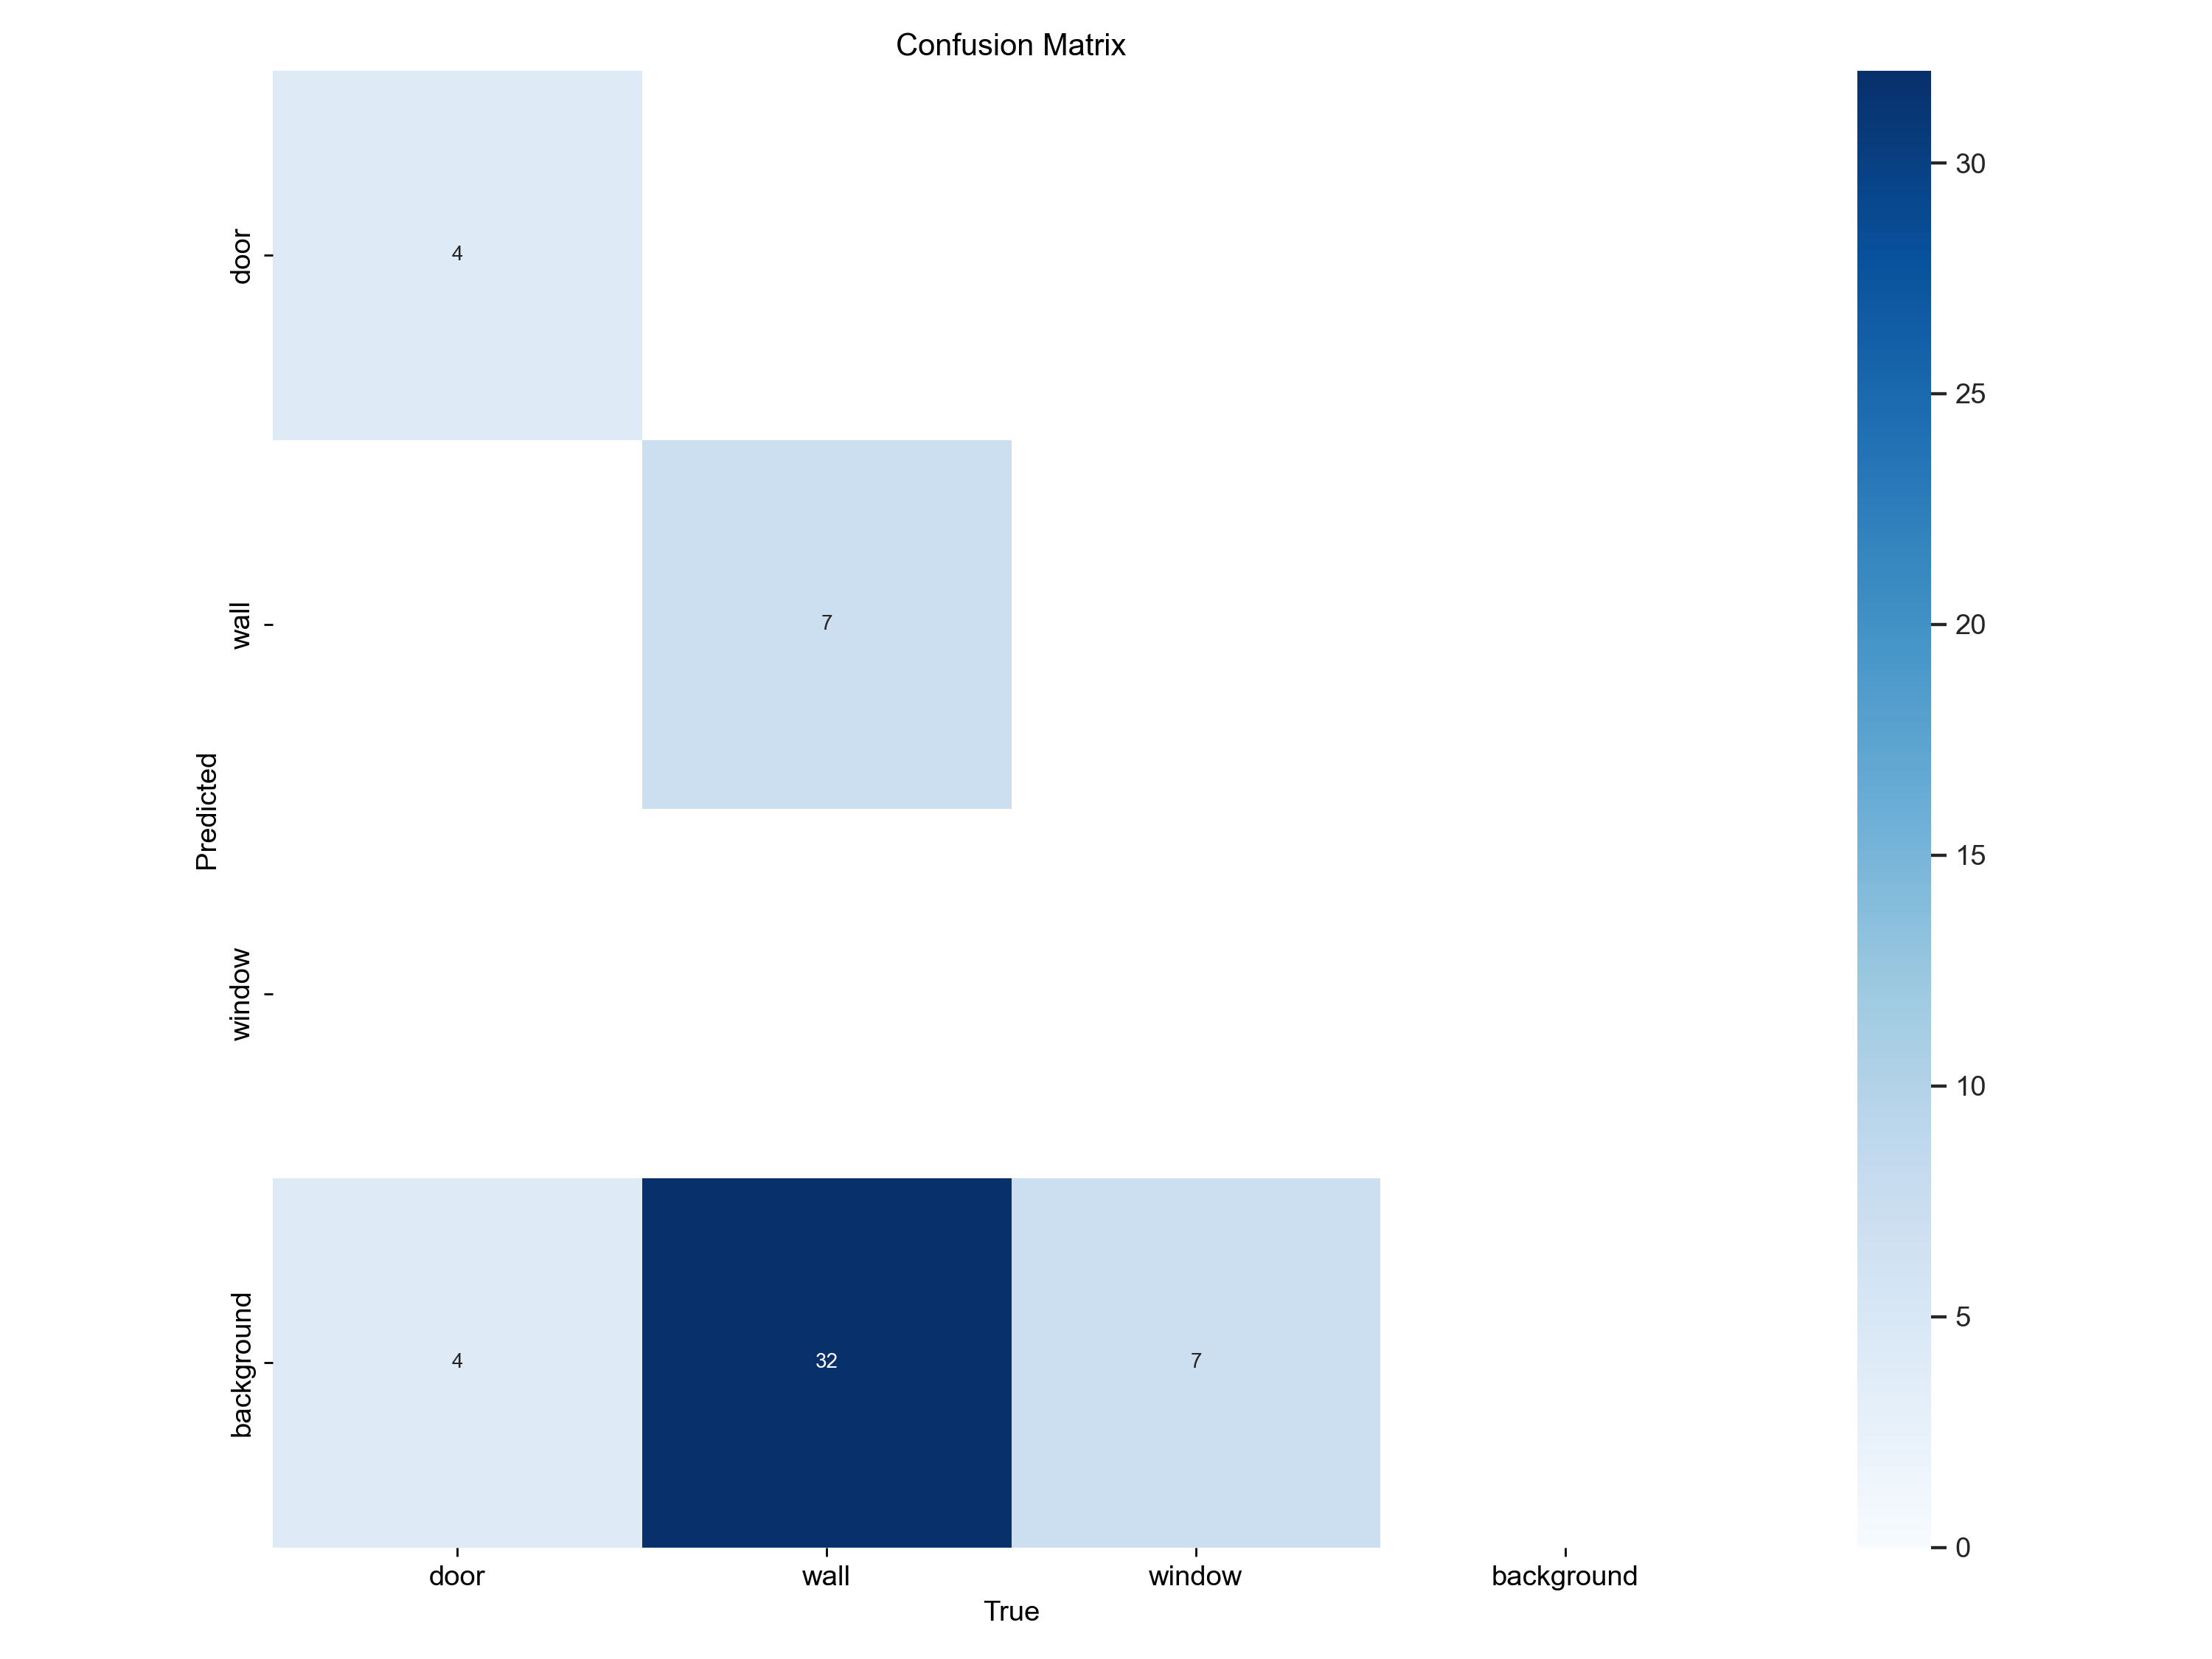 Confusion Matrix
door
4
wall
7
window
background
4
32
7
Predicted
door
wall
window
background
True
30
25
20
15
10
5
0